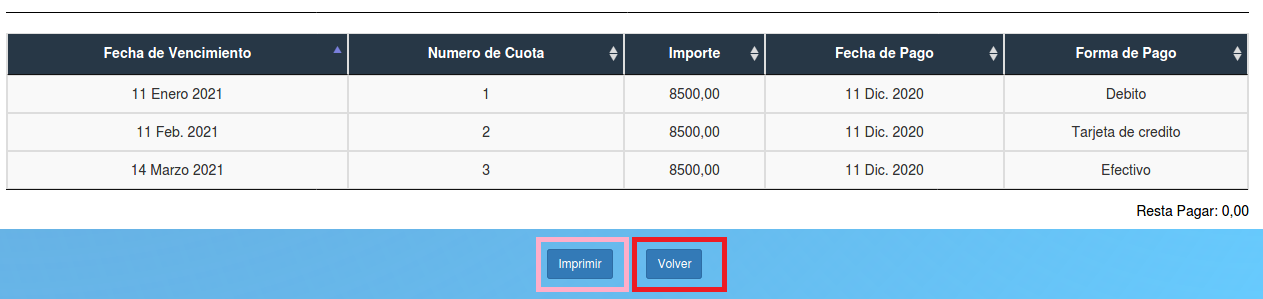 Fecha de Vencimiento Numero de Cuota Importe Fecha de Pago Forma de Pago
11 Enero 2021 1 8500,00 11 Dic. 2020 Debito
11 Feb. 2021 2 8500,00 11 Dic. 2020 Tarjeta de credito
14 Marzo 2021 3 8500,00 11 Dic. 2020 Efectivo
Resta Pagar: 0,00
Imprimir Volver